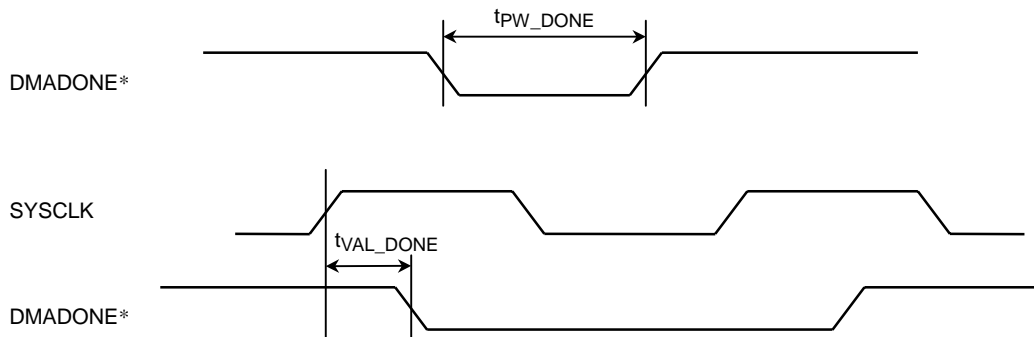 tPW_DONE
DMADONE*
SYSCLK
tVAL_DONE
DMADONE*